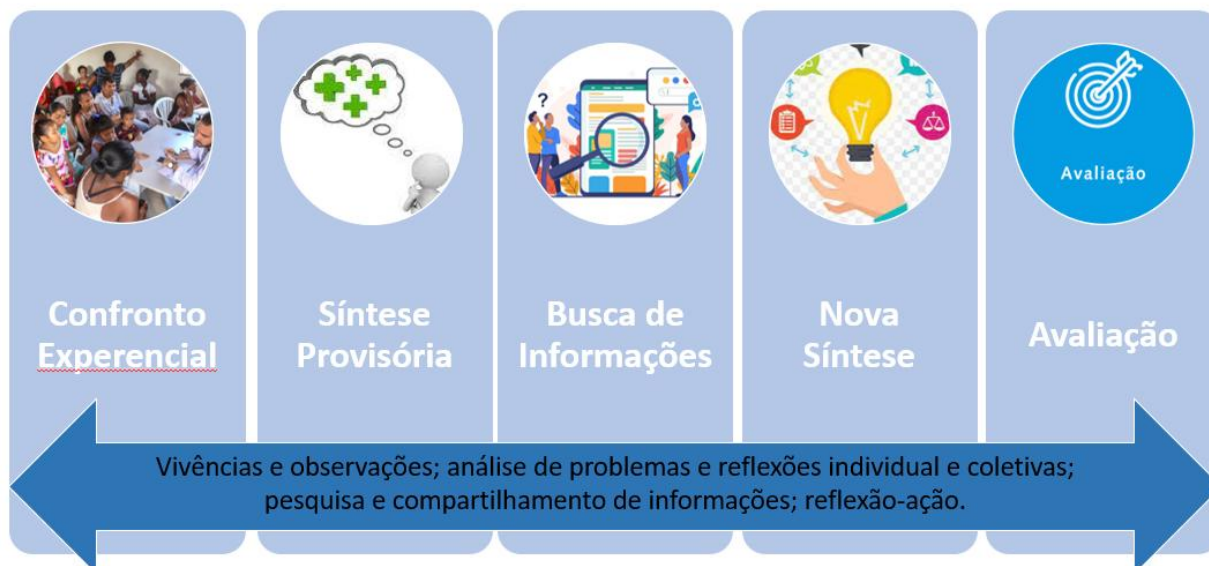 Avaliação
Confronto
Experencial
Síntese
Provisória
Busca de
Informações
Nova
Síntese
Avaliação
Vivências e observações; análise de problemas e reflexões individual e coletivas;
pesquisa e compartilhamento de informações; reflexão-ação.